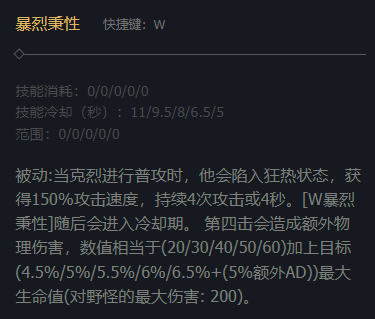 暴烈秉性 快捷键：W
技能消耗：0/0/0/0/0
技能冷却（秒）：11/9.5/8/6.5/5
范围：0/0/0/0/0
被动:当克烈进行普攻时，他会陷入狂热状态，获
得150%攻击速度，持续4次攻击或4秒。[W暴烈
秉性]随后会进入冷却期。 第四击会造成额外物
理伤害，数值相当于(20/30/40/50/60)加上目标
(4.5%/5%/5.5%/6%/6.5%+(5%额外AD))最大
生命值(对野怪的最大伤害: 200)。